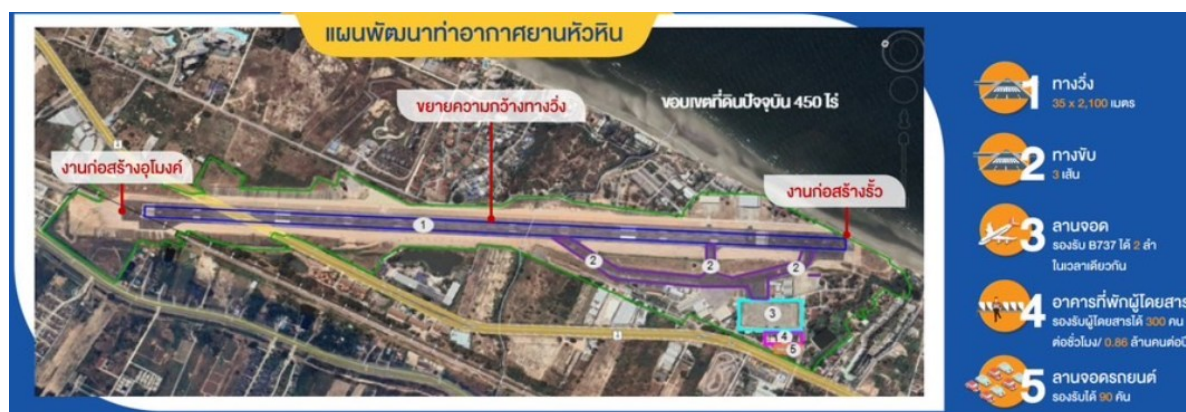 แผนพัฒนาท่าอากาศยานหัวหิน
ขยายความกว้างทางวิ่ง
ขอบเขตที่ดินปัจจุบัน 450 ไร่
งานก่อสร้างอุโมงค์
งานก่อสร้างรั้ว
1
2
2
2
3
4
5
1 ทางวิ่ง
35 x 2,100 เมตร
2 ทางขับ
3 เส้น
3 ลานจอด
รองรับ B737 ได้ 2 ลำ
ในเวลาเดียวกัน
4 อาคารที่พักผู้โดยสาร
รองรับผู้โดยสารได้ 300 คน
ต่อชั่วโมง/ 0.86 ล้านคนต่อปี
5 ลานจอดรถยนต์
รองรับได้ 90 คัน